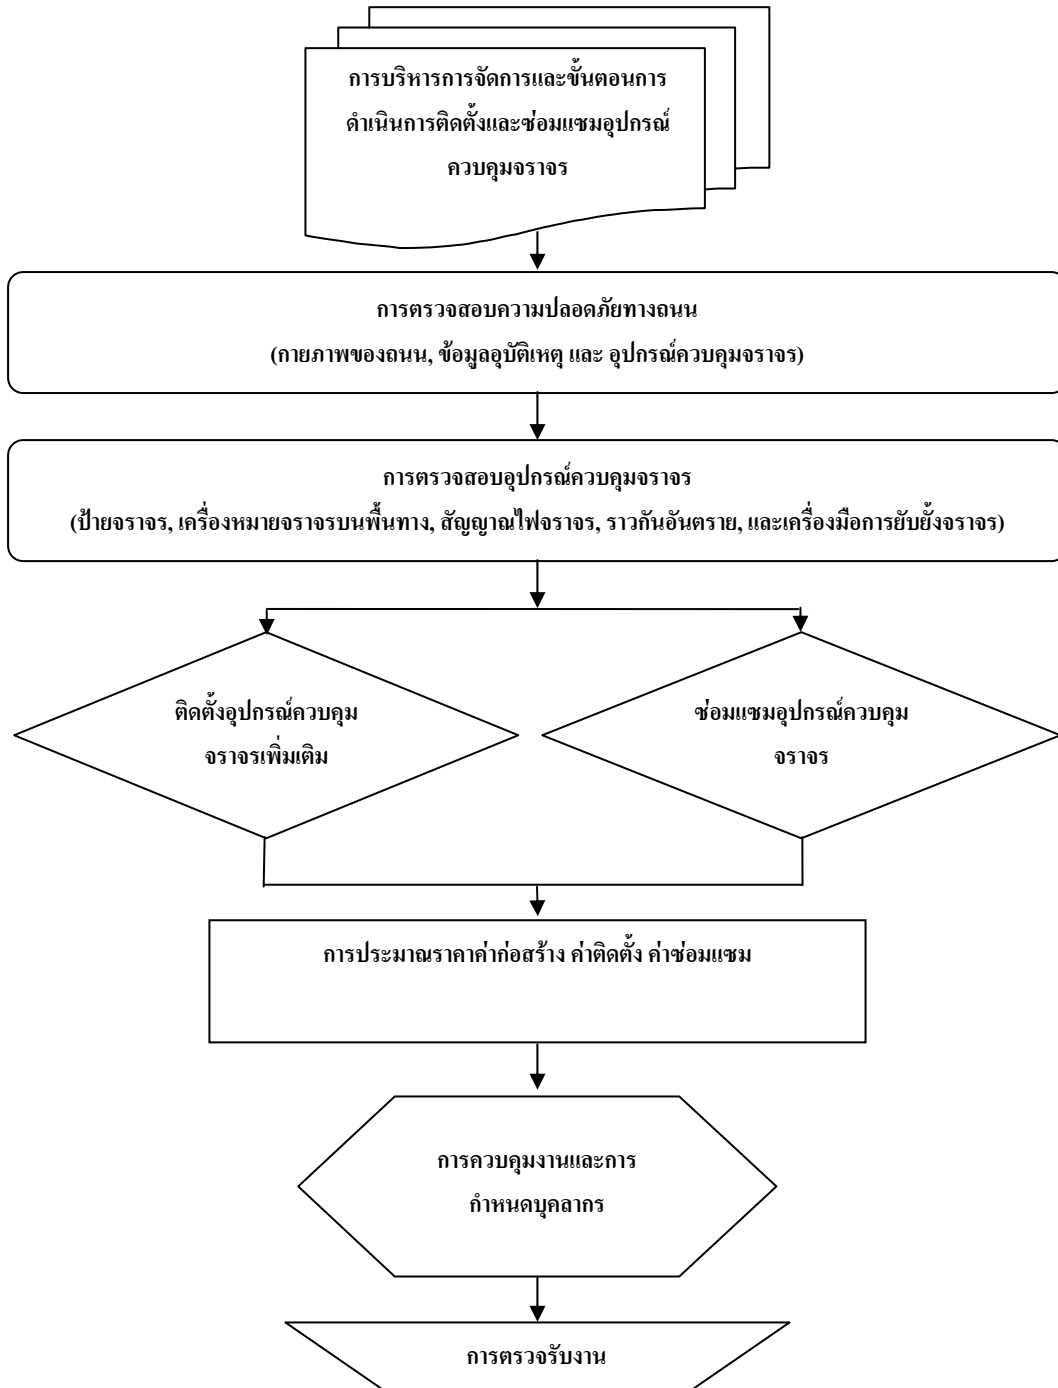 การบริหารการจัดการและขั้นตอนการ
ดำเนินการติดตั้งและซ่อมแซมอุปกรณ์
ควบคุมจราจร
การตรวจสอบความปลอดภัยทางถนน
(กายภาพของถนน, ข้อมูลอุบัติเหตุ และ อุปกรณ์ควบคุมจราจร)
การตรวจสอบอุปกรณ์ควบคุมจราจร
(ป้ายจราจร, เครื่องหมายจราจรบนพื้นทาง, สัญญาณไฟจราจร, ราวกันอันตราย, และเครื่องมือการยับยั้งจราจร)
ติดตั้งอุปกรณ์ควบคุม
จราจรเพิ่มเติม
ซ่อมแซมอุปกรณ์ควบคุม
จราจร
การประมาณราคาค่าก่อสร้าง ค่าติดตั้ง ค่าซ่อมแซม
การควบคุมงานและการ
กำหนดบุคลากร
การตรวจรับงาน